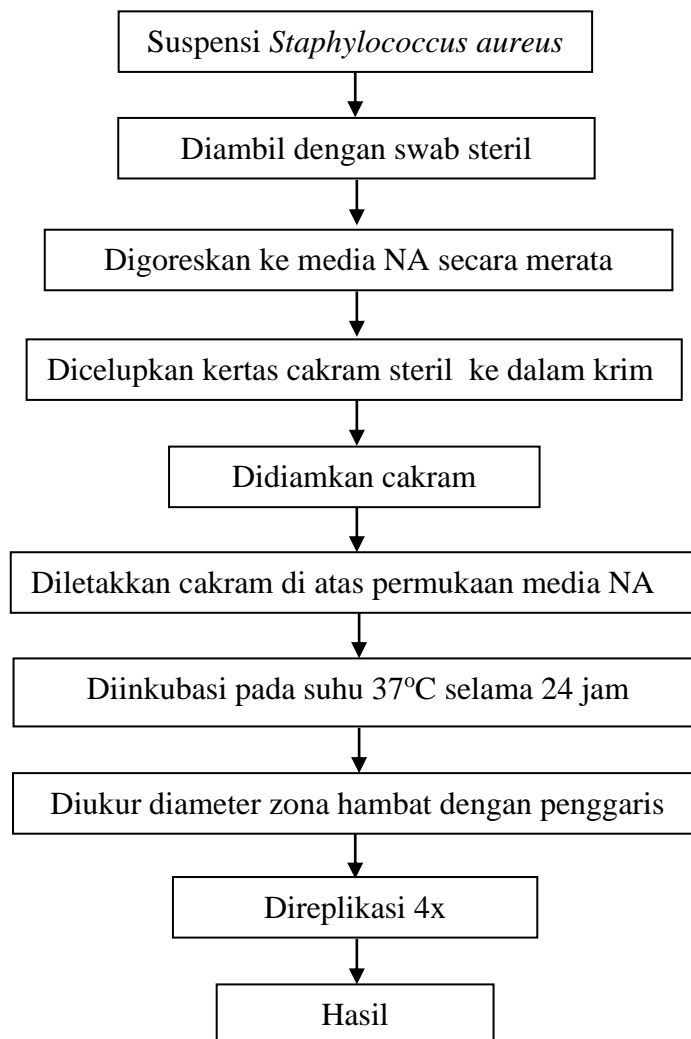 Suspensi Staphylococcus aureus
Diambil dengan swab steril
Digoreskan ke media NA secara merata
Dicelupkan kertas cakram steril ke dalam krim
Didiamkan cakram
Diletakkan cakram di atas permukaan media NA
Diinkubasi pada suhu 37°C selama 24 jam
Diukur diameter zona hambat dengan penggaris
Direplikasi 4x
Hasil